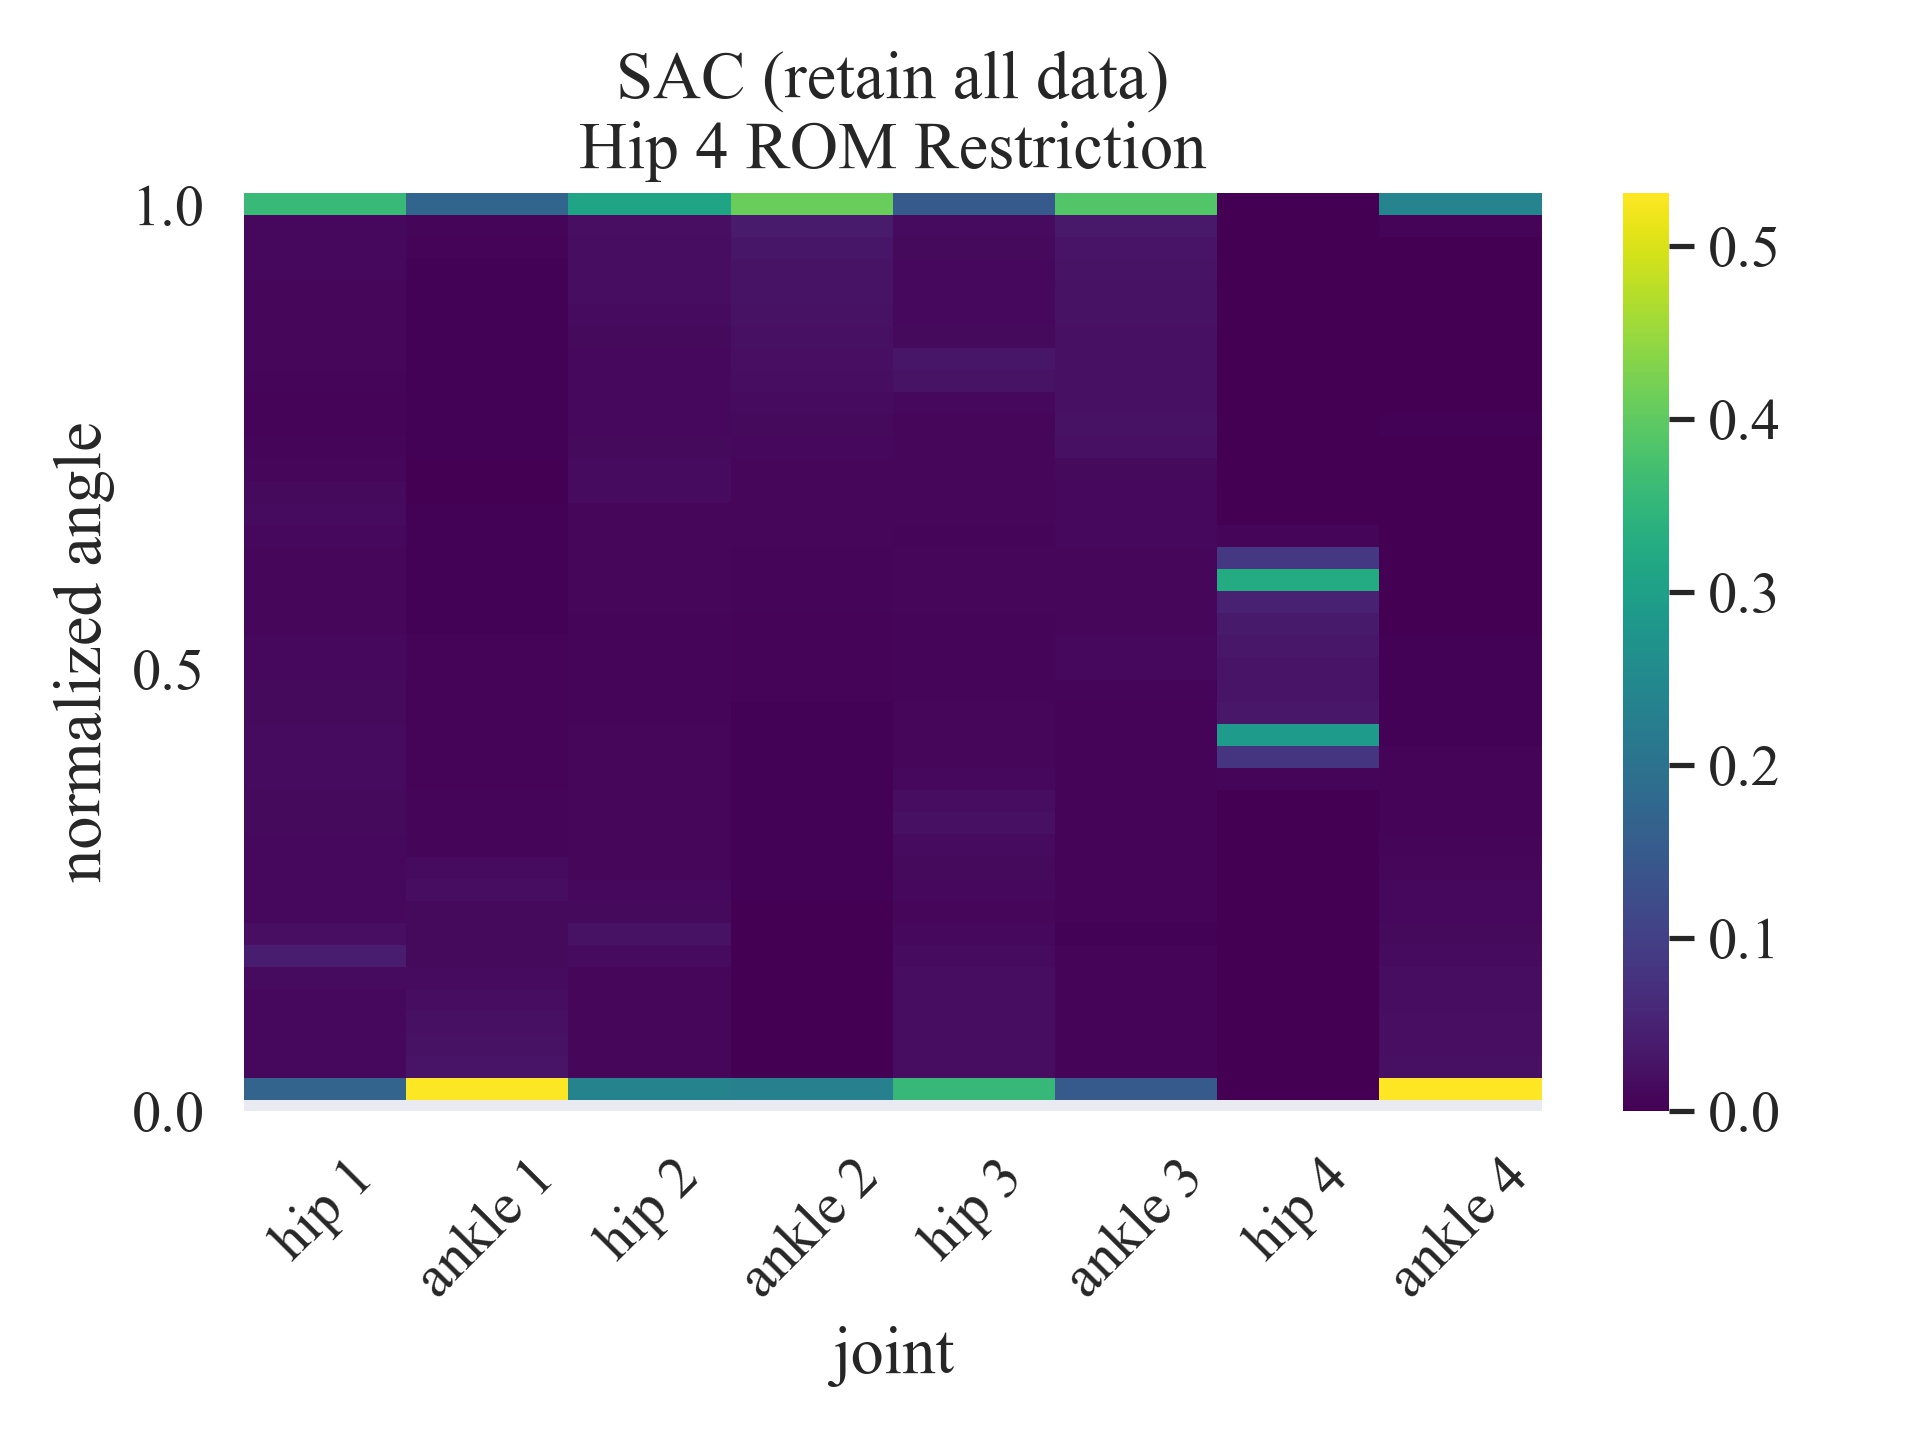 SAC (retain all data)
Hip 4 ROM Restriction
normalized angle
1.0
0.5
0.0
hip 1
ankle 1
hip 2
ankle 2
hip 3
ankle 3
hip 4
ankle 4
joint
0.5
0.4
0.3
0.2
0.1
0.0